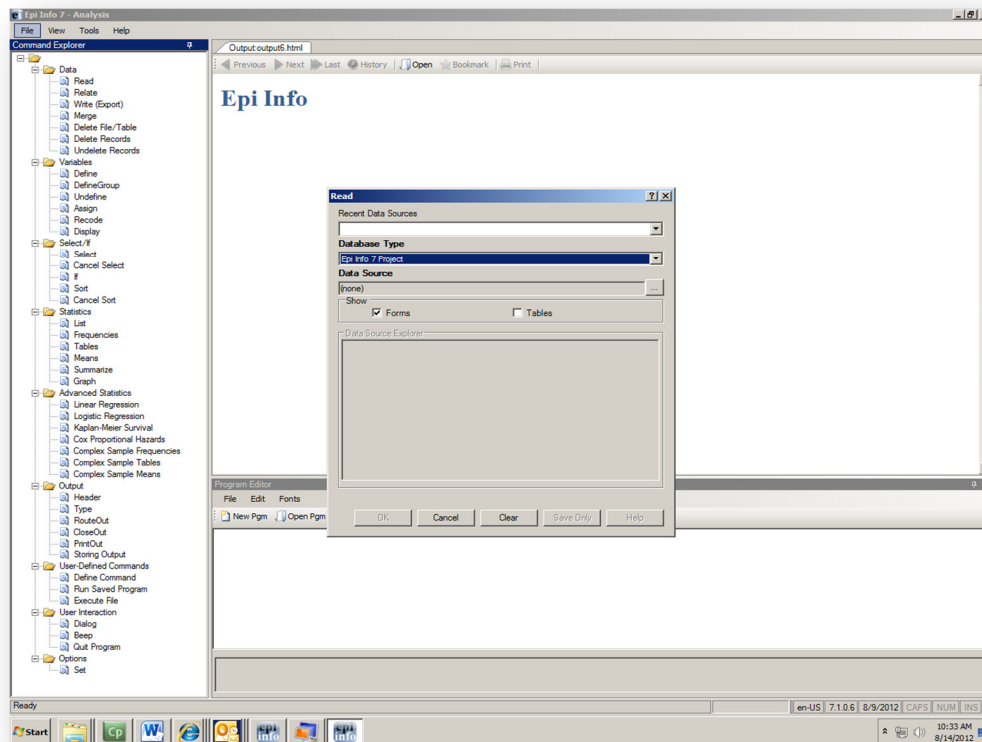 Epi Info 7 - Analysis
File View Tools Help
Command Explorer
Data
Read
Relate
Write (Export)
Merge
Delete File/Table
Delete Records
Undelete Records
Variables
Define
DefineGroup
Undefine
Assign
Recode
Display
Select/If
Select
Cancel Select
If
Sort
Cancel Sort
Statistics
List
Frequencies
Tables
Means
Summarize
Graph
Advanced Statistics
Linear Regression
Logistic Regression
Kaplan-Meier Survival
Cox Proportional Hazards
Complex Sample Frequencies
Complex Sample Tables
Complex Sample Means
Output
Header
Type
RouteOut
CloseOut
PrintOut
Storing Output
User-Defined Commands
Define Command
Run Saved Program
Execute File
User Interaction
Dialog
Beep
Quit Program
Options
Set
Output:output6.html
Previous Next Last History Open Bookmark Print
Epi Info
Read
Recent Data Sources
Database Type
Epi Info 7 Project
Data Source
(none) ...
Show
Forms Tables
Data Source Explorer
OK Cancel Clear Save Only Help
Program Editor
File Edit Fonts
New Pgm Open Pgm
Ready en-US 7.1.0.6 8/9/2012 CAPS NUM INS
Start Cp W epi info epi info 10:33 AM
8/14/2012